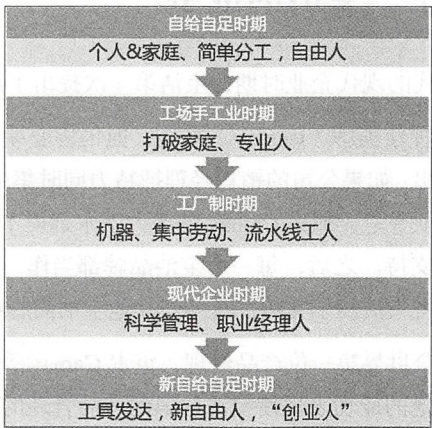 自给自足时期
个人&家庭、简单分工，自由人
工场手工业时期
打破家庭、专业人
工厂制时期
机器、集中劳动、流水线工人
现代企业时期
科学管理、职业经理人
新自给自足时期
工具发达，新自由人，“创业人”